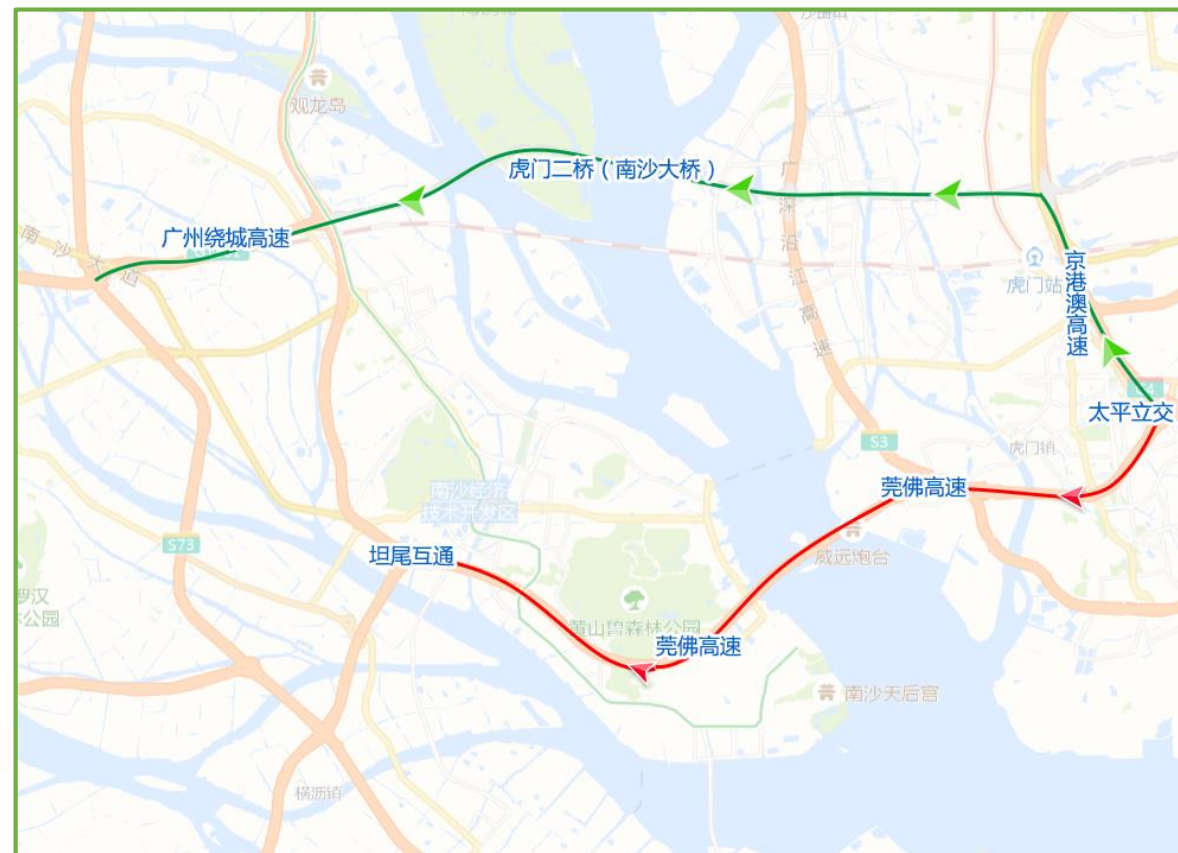 观龙岛
虎门二桥（南沙大桥）
广州绕城高速
南沙大道
广深沿江高速
虎门站
京港澳高速
太平立交
S3
虎门镇
莞佛高速
南沙经济
技术开发区
S73
坦尾互通
威远炮台
罗汉
林公园
黄山鲁森林公园
莞佛高速
南沙天后宫
横沥镇